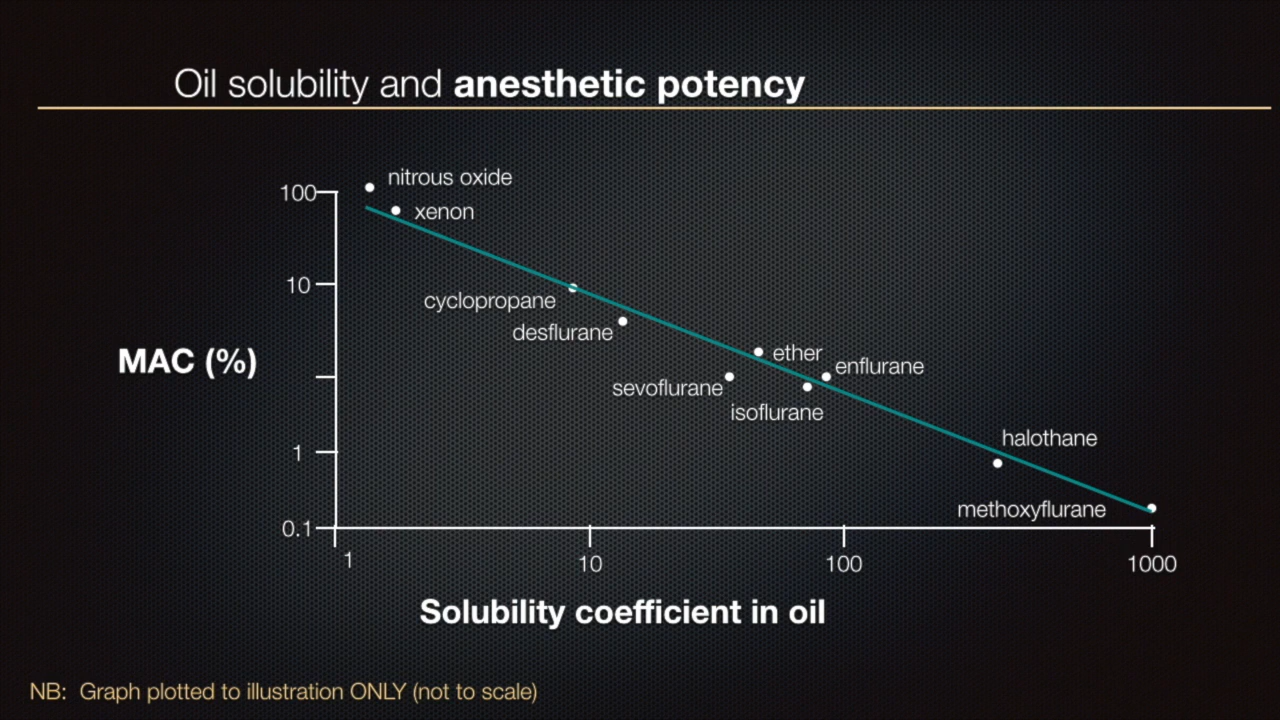 Oil solubility and anesthetic potency
nitrous oxide
100
xenon
10
cyclopropane
desflurane
MAC (%)
ether
enflurane
sevoflurane
isoflurane
halothane
1
methoxyflurane
0.1
1
10
100
1000
Solubility coefficient in oil
NB: Graph plotted to illustration ONLY (not to scale)